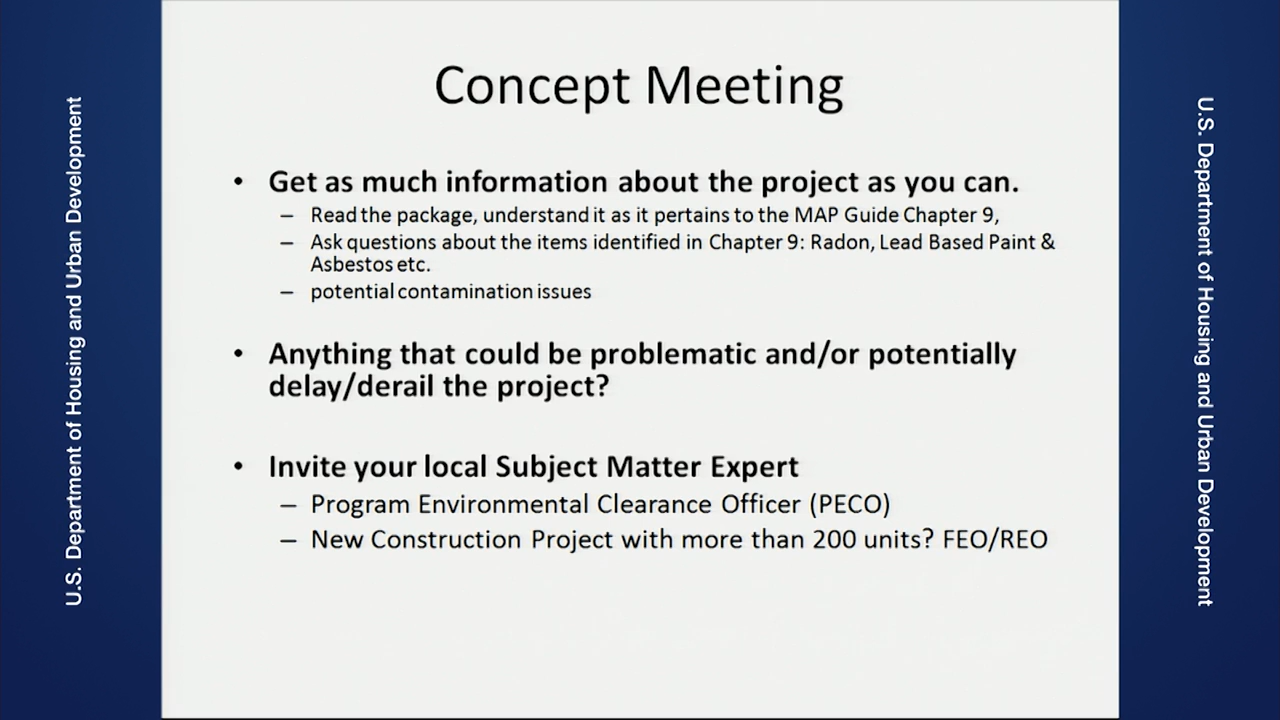 U.S. Department of Housing and Urban Development
Concept Meeting
• Get as much information about the project as you can.
– Read the package, understand it as it pertains to the MAP Guide Chapter 9,
– Ask questions about the items identified in Chapter 9: Radon, Lead Based Paint &
Asbestos etc.
– potential contamination issues
• Anything that could be problematic and/or potentially
delay/derail the project?
• Invite your local Subject Matter Expert
– Program Environmental Clearance Officer (PECO)
– New Construction Project with more than 200 units? FEO/REO
U.S. Department of Housing and Urban Development